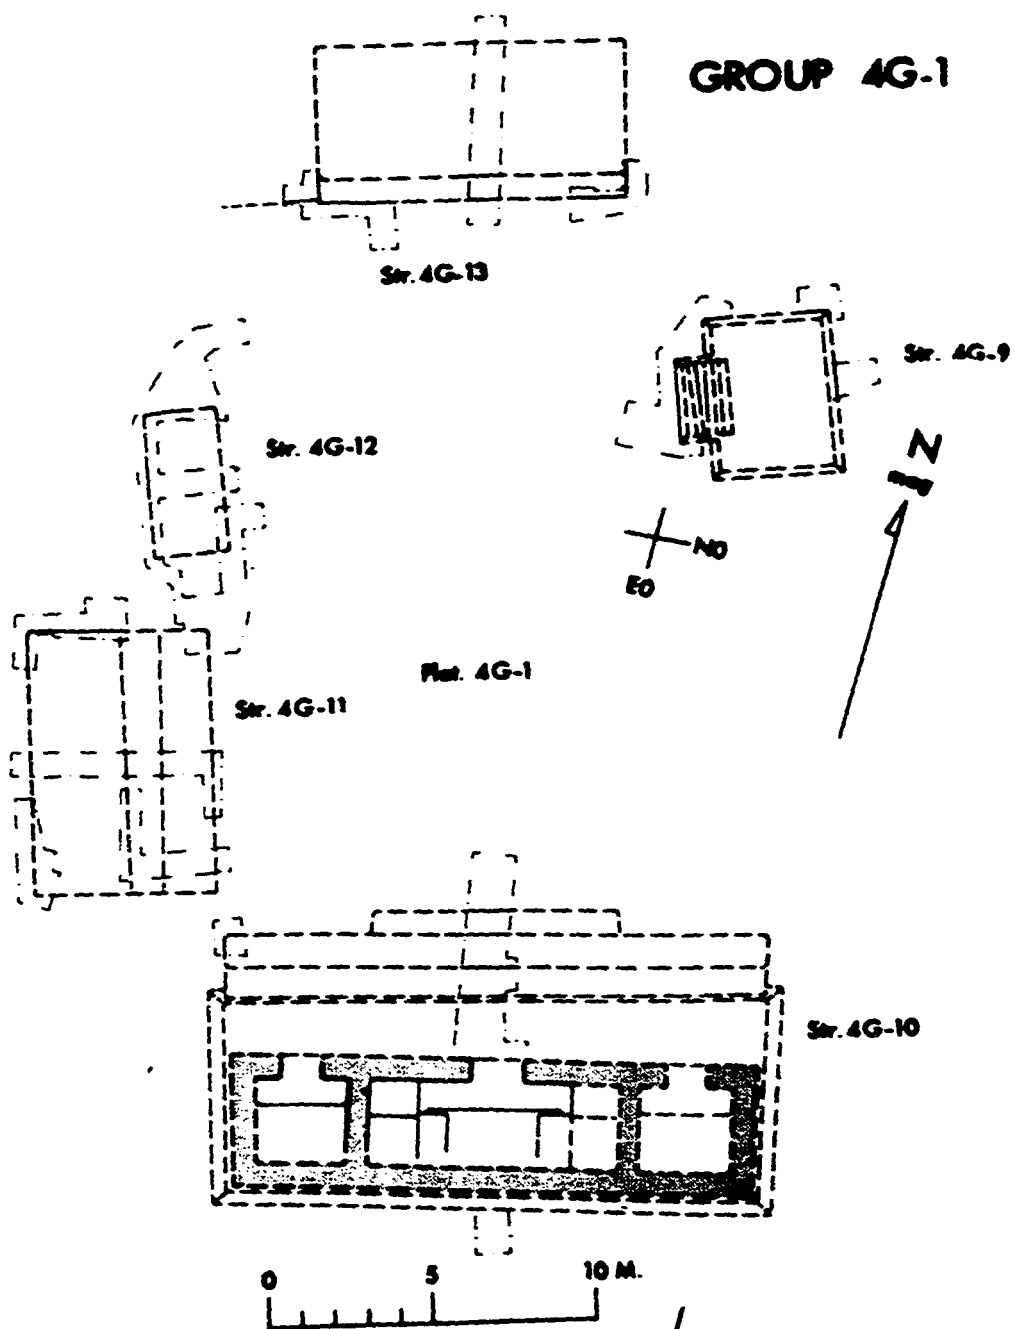 GROUP 4G-1
Str. 4G-13
Str. 4G-9
Str. 4G-12
N
mag
N0
E0
Plat. 4G-1
Str. 4G-11
Str. 4G-10
0 5 10 M.